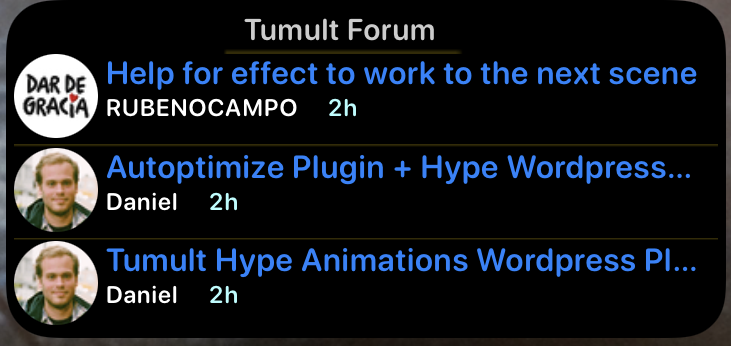 Tumult Forum
DAR DE
GRACIA
Help for effect to work to the next scene
RUBENOCAMPO 2h
Autoptimize Plugin + Hype Wordpress...
Daniel 2h
Tumult Hype Animations Wordpress Pl...
Daniel 2h